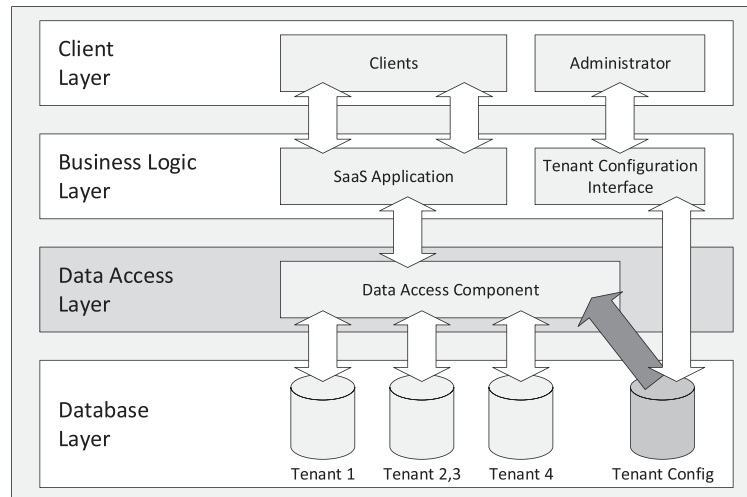 Client
Layer
Clients
Administrator
Business Logic
Layer
SaaS Application
Tenant Configuration
Interface
Data Access
Layer
Data Access Component
Database
Layer
Tenant 1
Tenant 2,3
Tenant 4
Tenant Config